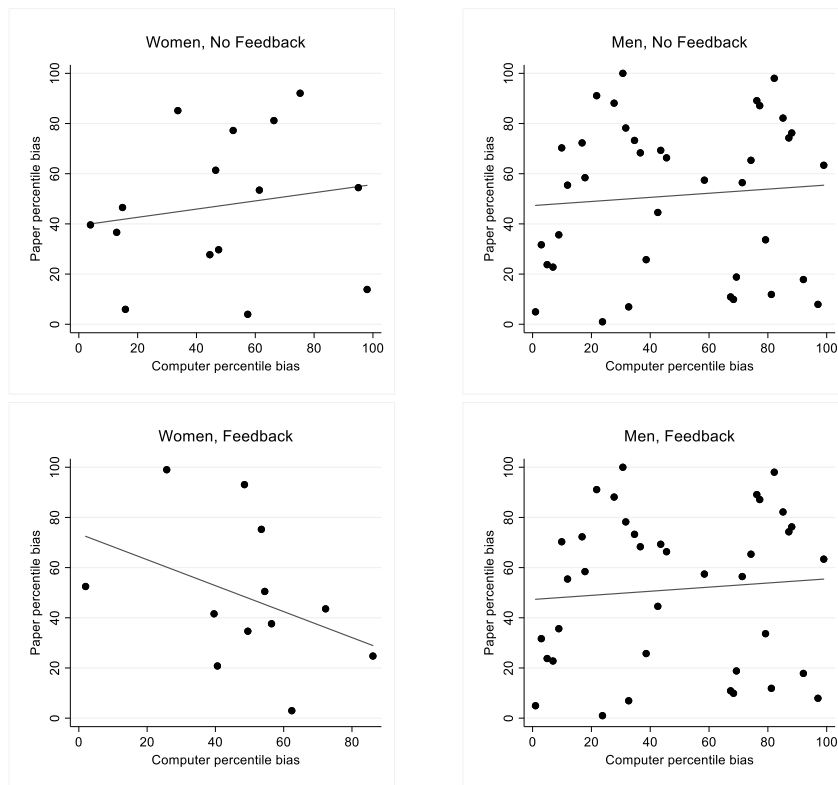 Women, No Feedback
Paper percentile bias
100
80
60
40
20
0
0 20 40 60 80 100
Computer percentile bias
Men, No Feedback
Paper percentile bias
100
80
60
40
20
0
0 20 40 60 80 100
Computer percentile bias
Women, Feedback
Paper percentile bias
100
80
60
40
20
0
0 20 40 60 80
Computer percentile bias
Men, Feedback
Paper percentile bias
100
80
60
40
20
0
0 20 40 60 80 100
Computer percentile bias